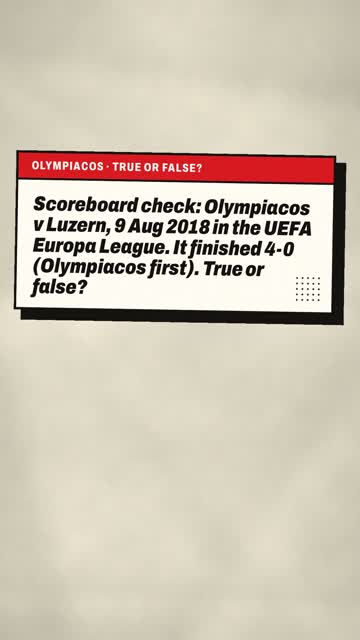 OLYMPIACOS · TRUE OR FALSE?
Scoreboard check: Olympiacos
v Luzern, 9 Aug 2018 in the UEFA
Europa League. It finished 4-0
(Olympiacos first). True or
false?